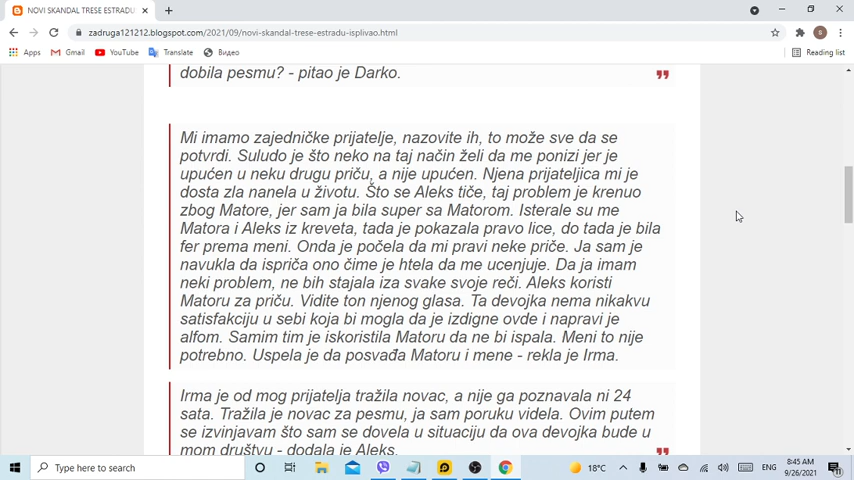 NOVI SKANDAL TRESE ESTRADU
zadruga121212.blogspot.com/2021/09/novi-skandal-trese-estradu-isplivao.html
Apps Gmail YouTube Translate Видео Reading list
dobila pesmu? - pitao je Darko.
Mi imamo zajedničke prijatelje, nazovite ih, to može sve da se
potvrdi. Suludo je što neko na taj način želi da me ponizi jer je
upućen u neku drugu priču, a nije upućen. Njena prijateljica mi je
dosta zla nanela u životu. Što se Aleks tiče, taj problem je krenuo
zbog Matore, jer sam ja bila super sa Matorom. Isterale su me
Matora i Aleks iz kreveta, tada je pokazala pravo lice, do tada je bila
fer prema meni. Onda je počela da mi pravi neke priče. Ja sam je
navukla da ispriča ono čime je htela da me ucenjuje. Da ja imam
neki problem, ne bih stajala iza svake svoje reči. Aleks koristi
Matoru za priču. Vidite ton njenog glasa. Ta devojka nema nikakvu
satisfakciju u sebi koja bi mogla da je izdigne ovde i napravi je
alfom. Samim tim je iskoristila Matoru da ne bi ispala. Meni to nije
potrebno. Uspela je da posvađa Matoru i mene - rekla je Irma.
Irma je od mog prijatelja tražila novac, a nije ga poznavala ni 24
sata. Tražila je novac za pesmu, ja sam poruku videla. Ovim putem
se izvinjavam što sam se dovela u situaciju da ova devojka bude u
mom društvu - dodala je Aleks.
Type here to search
18°C
ENG
8:45 AM
9/26/2021